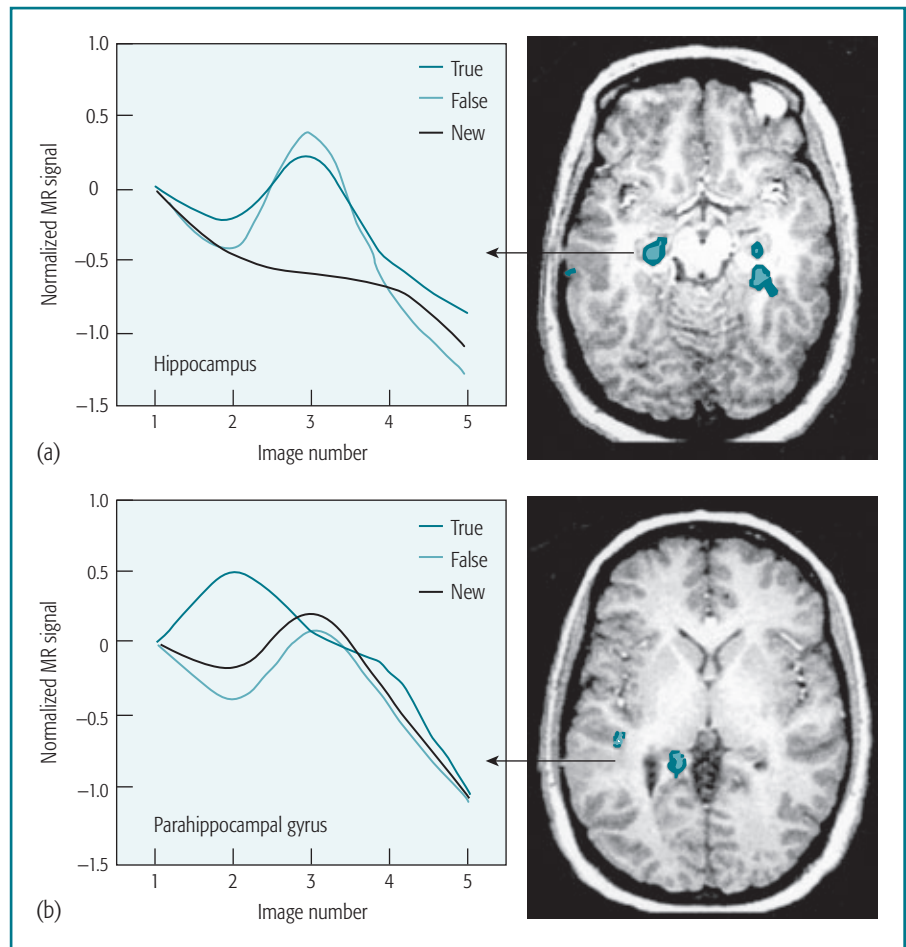 1.0
0.5
0
−0.5
−1.0
−1.5
Normalized MR signal
True
False
New
Hippocampus
1 2 3 4 5
Image number
(a)
1.0
0.5
0
−0.5
−1.0
−1.5
Normalized MR signal
True
False
New
Parahippocampal gyrus
1 2 3 4 5
Image number
(b)